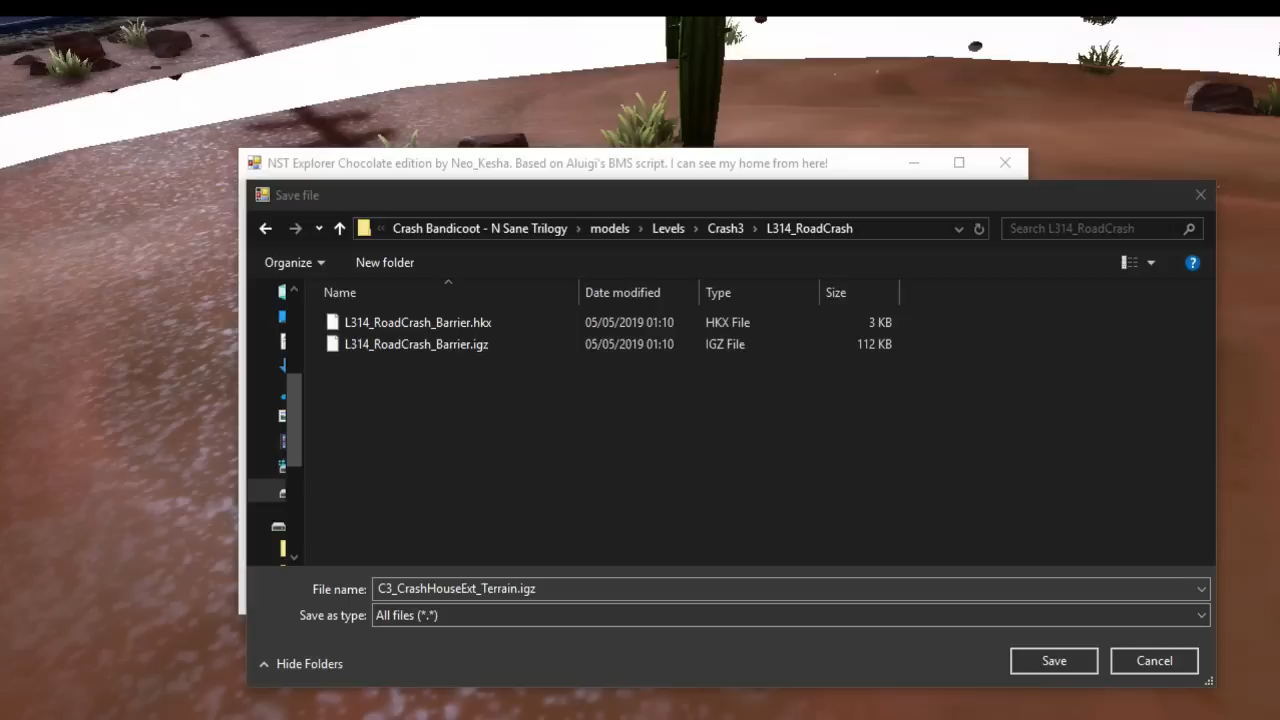 NST Explorer Chocolate edition by Neo_Kesha. Based on Aluigi's BMS script. I can see my home from here!
Save file
Crash Bandicoot - N Sane Trilogy › models › Levels › Crash3 › L314_RoadCrash
Search L314_RoadCrash
Organize
New folder
Name Date modified Type Size
L314_RoadCrash_Barrier.hkx 05/05/2019 01:10 HKX File 3 KB
L314_RoadCrash_Barrier.igz 05/05/2019 01:10 IGZ File 112 KB
File name: C3_CrashHouseExt_Terrain.igz
Save as type: All files (*.*)
Hide Folders
Save
Cancel